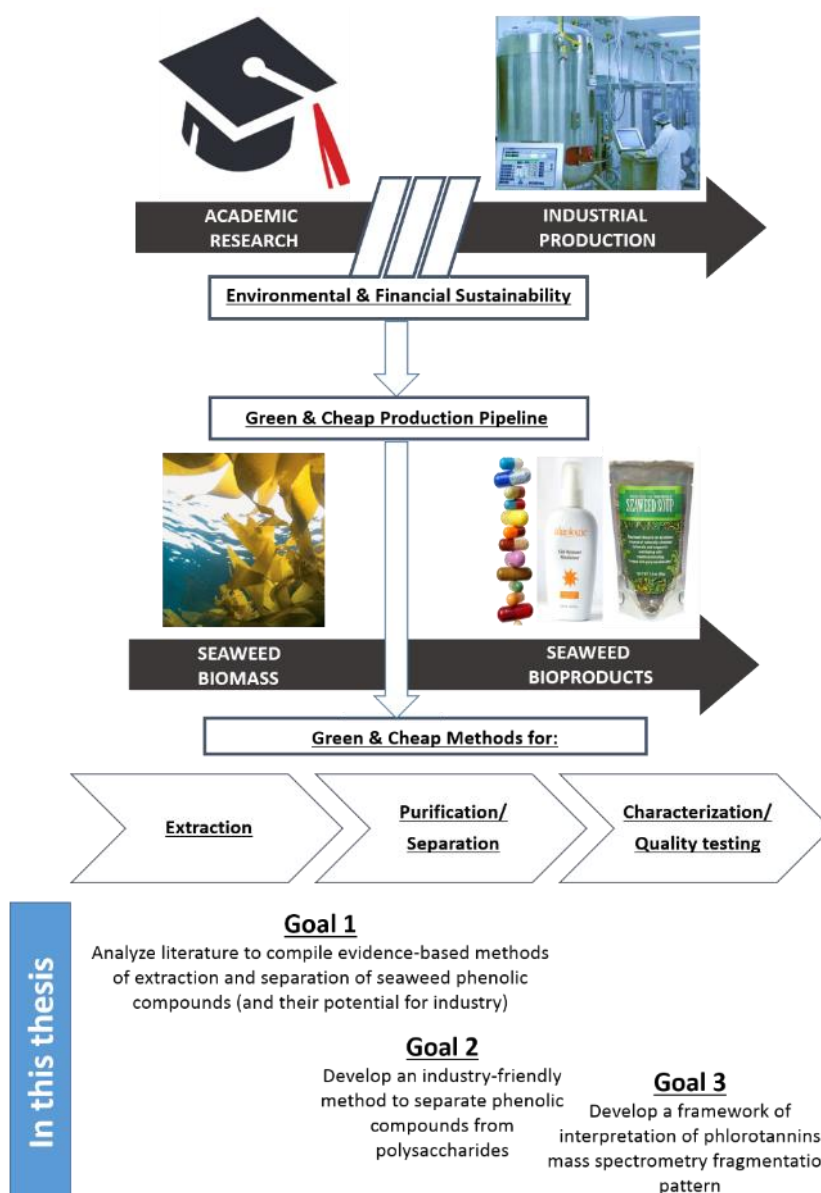 ACADEMIC
RESEARCH
INDUSTRIAL
PRODUCTION
Environmental & Financial Sustainability
Green & Cheap Production Pipeline
SEAWEED SOUP
SEAWEED
BIOMASS
SEAWEED
BIOPRODUCTS
Green & Cheap Methods for:
Extraction
Purification/
Separation
Characterization/
Quality testing
In this thesis
Goal 1
Analyze literature to compile evidence-based methods
of extraction and separation of seaweed phenolic
compounds (and their potential for industry)
Goal 2
Develop an industry-friendly
method to separate phenolic
compounds from
polysaccharides
Goal 3
Develop a framework of
interpretation of phlorotannins
mass spectrometry fragmentatio
pattern